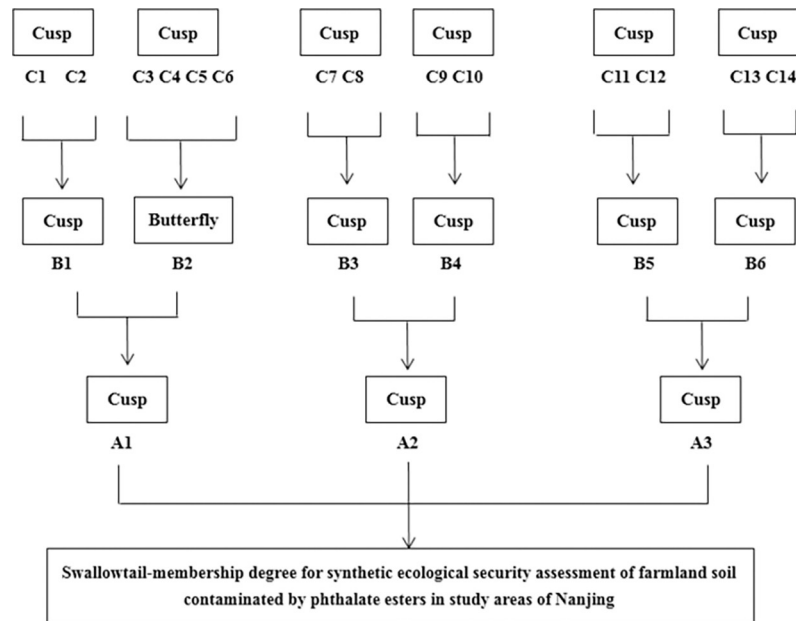 Cusp Cusp Cusp Cusp Cusp Cusp
C1 C2 C3 C4 C5 C6 C7 C8 C9 C10 C11 C12 C13 C14
Cusp Butterfly Cusp Cusp Cusp Cusp
B1 B2 B3 B4 B5 B6
Cusp Cusp Cusp
A1 A2 A3
Swallowtail-membership degree for synthetic ecological security assessment of farmland soil
contaminated by phthalate esters in study areas of Nanjing